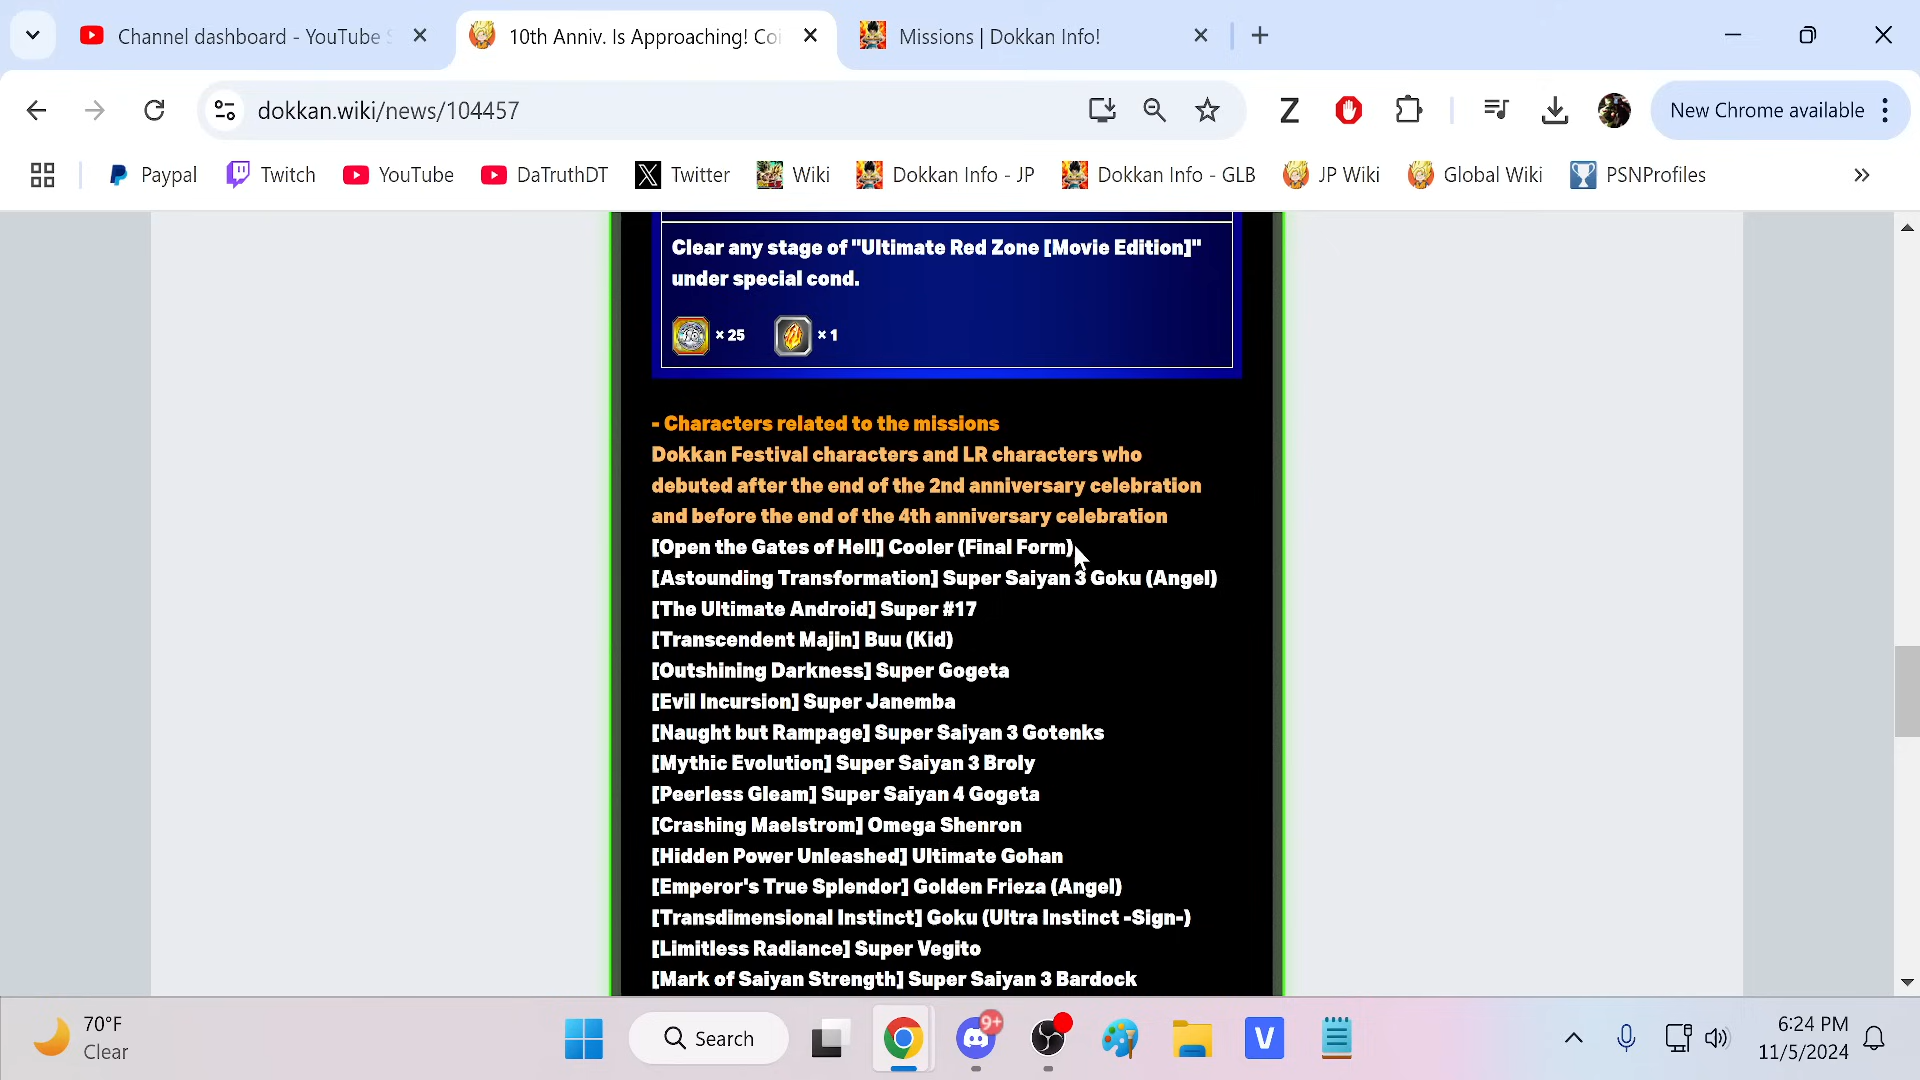 Channel dashboard - YouTube S
10th Anniv. Is Approaching! Coi
Missions | Dokkan Info!
dokkan.wiki/news/104457
Z
New Chrome available
Paypal
Twitch
YouTube
DaTruthDT
Twitter
Wiki
Dokkan Info - JP
Dokkan Info - GLB
JP Wiki
Global Wiki
PSNProfiles
Clear any stage of "Ultimate Red Zone [Movie Edition]"
under special cond.
× 25
× 1
- Characters related to the missions
Dokkan Festival characters and LR characters who
debuted after the end of the 2nd anniversary celebration
and before the end of the 4th anniversary celebration
[Open the Gates of Hell] Cooler (Final Form)
[Astounding Transformation] Super Saiyan 3 Goku (Angel)
[The Ultimate Android] Super #17
[Transcendent Majin] Buu (Kid)
[Outshining Darkness] Super Gogeta
[Evil Incursion] Super Janemba
[Naught but Rampage] Super Saiyan 3 Gotenks
[Mythic Evolution] Super Saiyan 3 Broly
[Peerless Gleam] Super Saiyan 4 Gogeta
[Crashing Maelstrom] Omega Shenron
[Hidden Power Unleashed] Ultimate Gohan
[Emperor's True Splendor] Golden Frieza (Angel)
[Transdimensional Instinct] Goku (Ultra Instinct -Sign-)
[Limitless Radiance] Super Vegito
[Mark of Saiyan Strength] Super Saiyan 3 Bardock
70°F
Clear
Search
9+
V
6:24 PM
11/5/2024